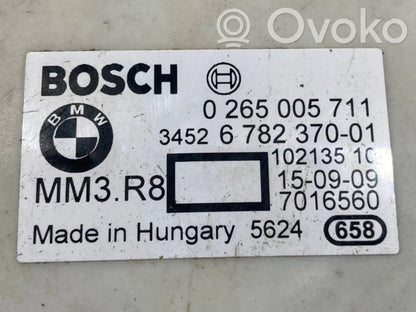 Ovoko
BOSCH
BMW
0 265 005 711
3452 6 782 370-01
102135 10
MM3.R8 15-09-09
7016560
Made in Hungary 5624 658